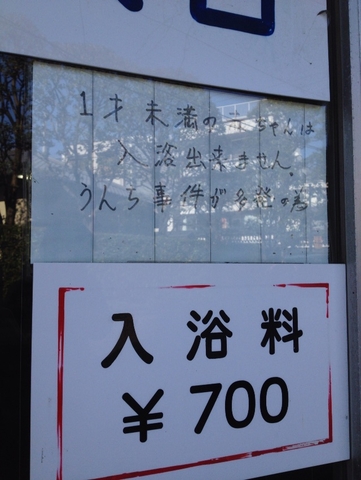 1才未満の赤ちゃんは
入浴出来ません。
うんち事件が多発の為
入浴料
¥700